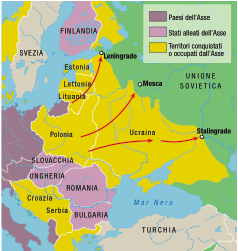 Paesi dell'Asse
Stati alleati dell'Asse
Territori conquistati
o occupati dall'Asse
FINLANDIA
SVEZIA
Leningrado
Estonia
Lettonia
Lituania
Mosca
UNIONE
SOVIETICA
Polonia
Ucraina
Stalingrado
SLOVACCHIA
UNGHERIA
ROMANIA
Croazia
Serbia
BULGARIA
Mar Nero
TURCHIA